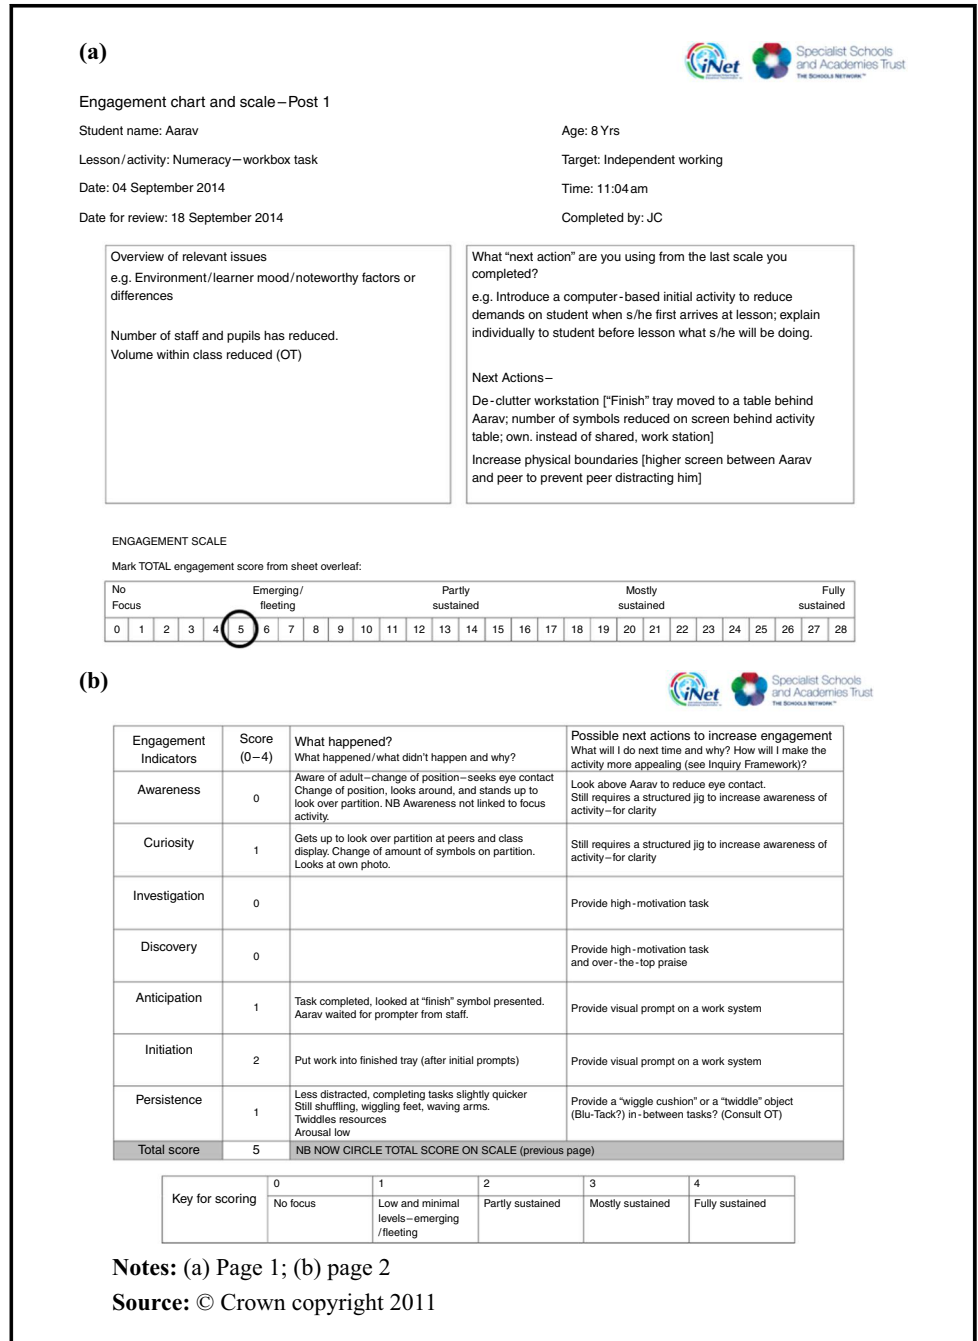 (a)
iNet
Specialist Schools
and Academies Trust
THE SCHOOLS NETWORK™
Engagement chart and scale–Post 1
Student name: Aarav
Age: 8 Yrs
Lesson/activity: Numeracy—workbox task
Target: Independent working
Date: 04 September 2014
Time: 11:04 am
Date for review: 18 September 2014
Completed by: JC
Overview of relevant issues
e.g. Environment/learner mood/noteworthy factors or
differences
Number of staff and pupils has reduced.
Volume within class reduced (OT)
What “next action” are you using from the last scale you
completed?
e.g. Introduce a computer-based initial activity to reduce
demands on student when s/he first arrives at lesson; explain
individually to student before lesson what s/he will be doing.
Next Actions–
De-clutter workstation [“Finish” tray moved to a table behind
Aarav; number of symbols reduced on screen behind activity
table; own. instead of shared, work station]
Increase physical boundaries [higher screen between Aarav
and peer to prevent peer distracting him]
ENGAGEMENT SCALE
Mark TOTAL engagement score from sheet overleaf:
No Emerging/ Partly Mostly Fully
Focus fleeting sustained sustained sustained
0 1 2 3 4 5 6 7 8 9 10 11 12 13 14 15 16 17 18 19 20 21 22 23 24 25 26 27 28
(b)
iNet
Specialist Schools
and Academies Trust
THE SCHOOLS NETWORK™
Engagement
Indicators
Score
(0–4)
What happened?
What happened/what didn't happen and why?
Possible next actions to increase engagement
What will I do next time and why? How will I make the
activity more appealing (see Inquiry Framework)?
Awareness
0
Aware of adult–change of position–seeks eye contact
Change of position, looks around, and stands up to
look over partition. NB Awareness not linked to focus
activity.
Look above Aarav to reduce eye contact.
Still requires a structured jig to increase awareness of
activity–for clarity
Curiosity
1
Gets up to look over partition at peers and class
display. Change of amount of symbols on partition.
Looks at own photo.
Still requires a structured jig to increase awareness of
activity–for clarity
Investigation
0
Provide high-motivation task
Discovery
0
Provide high-motivation task
and over-the-top praise
Anticipation
1
Task completed, looked at “finish” symbol presented.
Aarav waited for prompter from staff.
Provide visual prompt on a work system
Initiation
2
Put work into finished tray (after initial prompts)
Provide visual prompt on a work system
Persistence
1
Less distracted, completing tasks slightly quicker
Still shuffling, wiggling feet, waving arms.
Twiddles resources
Arousal low
Provide a “wiggle cushion” or a “twiddle” object
(Blu-Tack?) in-between tasks? (Consult OT)
Total score
5
NB NOW CIRCLE TOTAL SCORE ON SCALE (previous page)
Key for scoring
0 1 2 3 4
No focus
Low and minimal
levels–emerging
/fleeting
Partly sustained
Mostly sustained
Fully sustained
Notes: (a) Page 1; (b) page 2
Source: © Crown copyright 2011